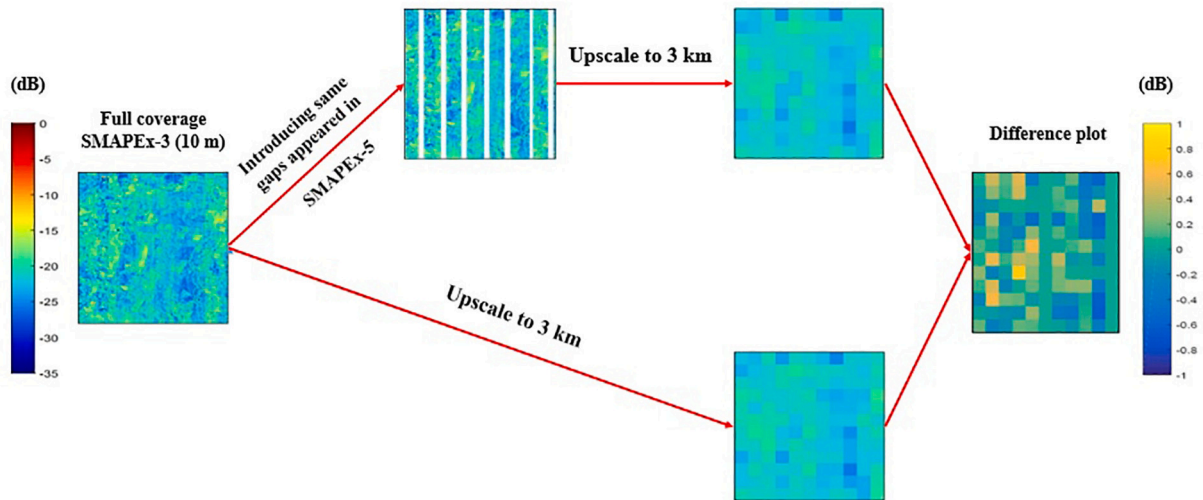 (dB)
Full coverage
SMAPEx-3 (10 m)
0
-5
-10
-15
-20
-25
-30
-35
Introducing same
gaps appeared in
SMAPEx-5
Upscale to 3 km
Upscale to 3 km
Difference plot
(dB)
1
0.8
0.6
0.4
0.2
0
-0.2
-0.4
-0.6
-0.8
-1